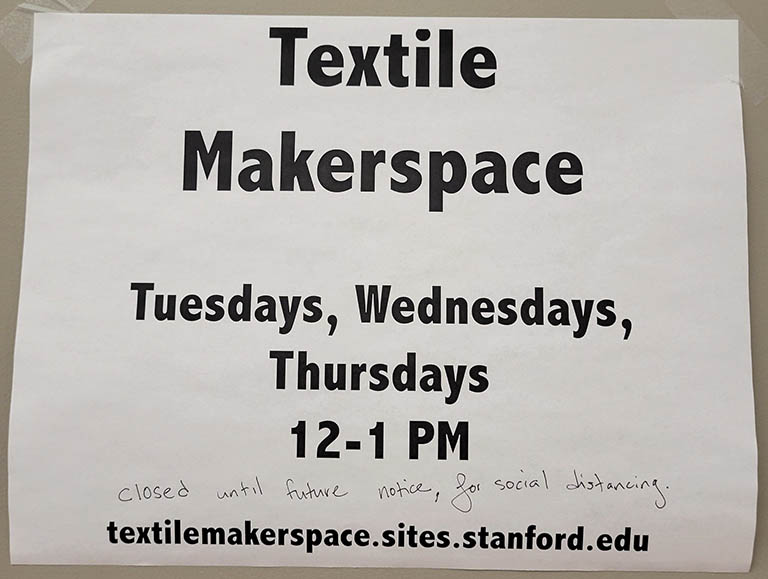 Textile
Makerspace
Tuesdays, Wednesdays,
Thursdays
12-1 PM
closed until future notice, for social distancing.
textilemakerspace.sites.stanford.edu